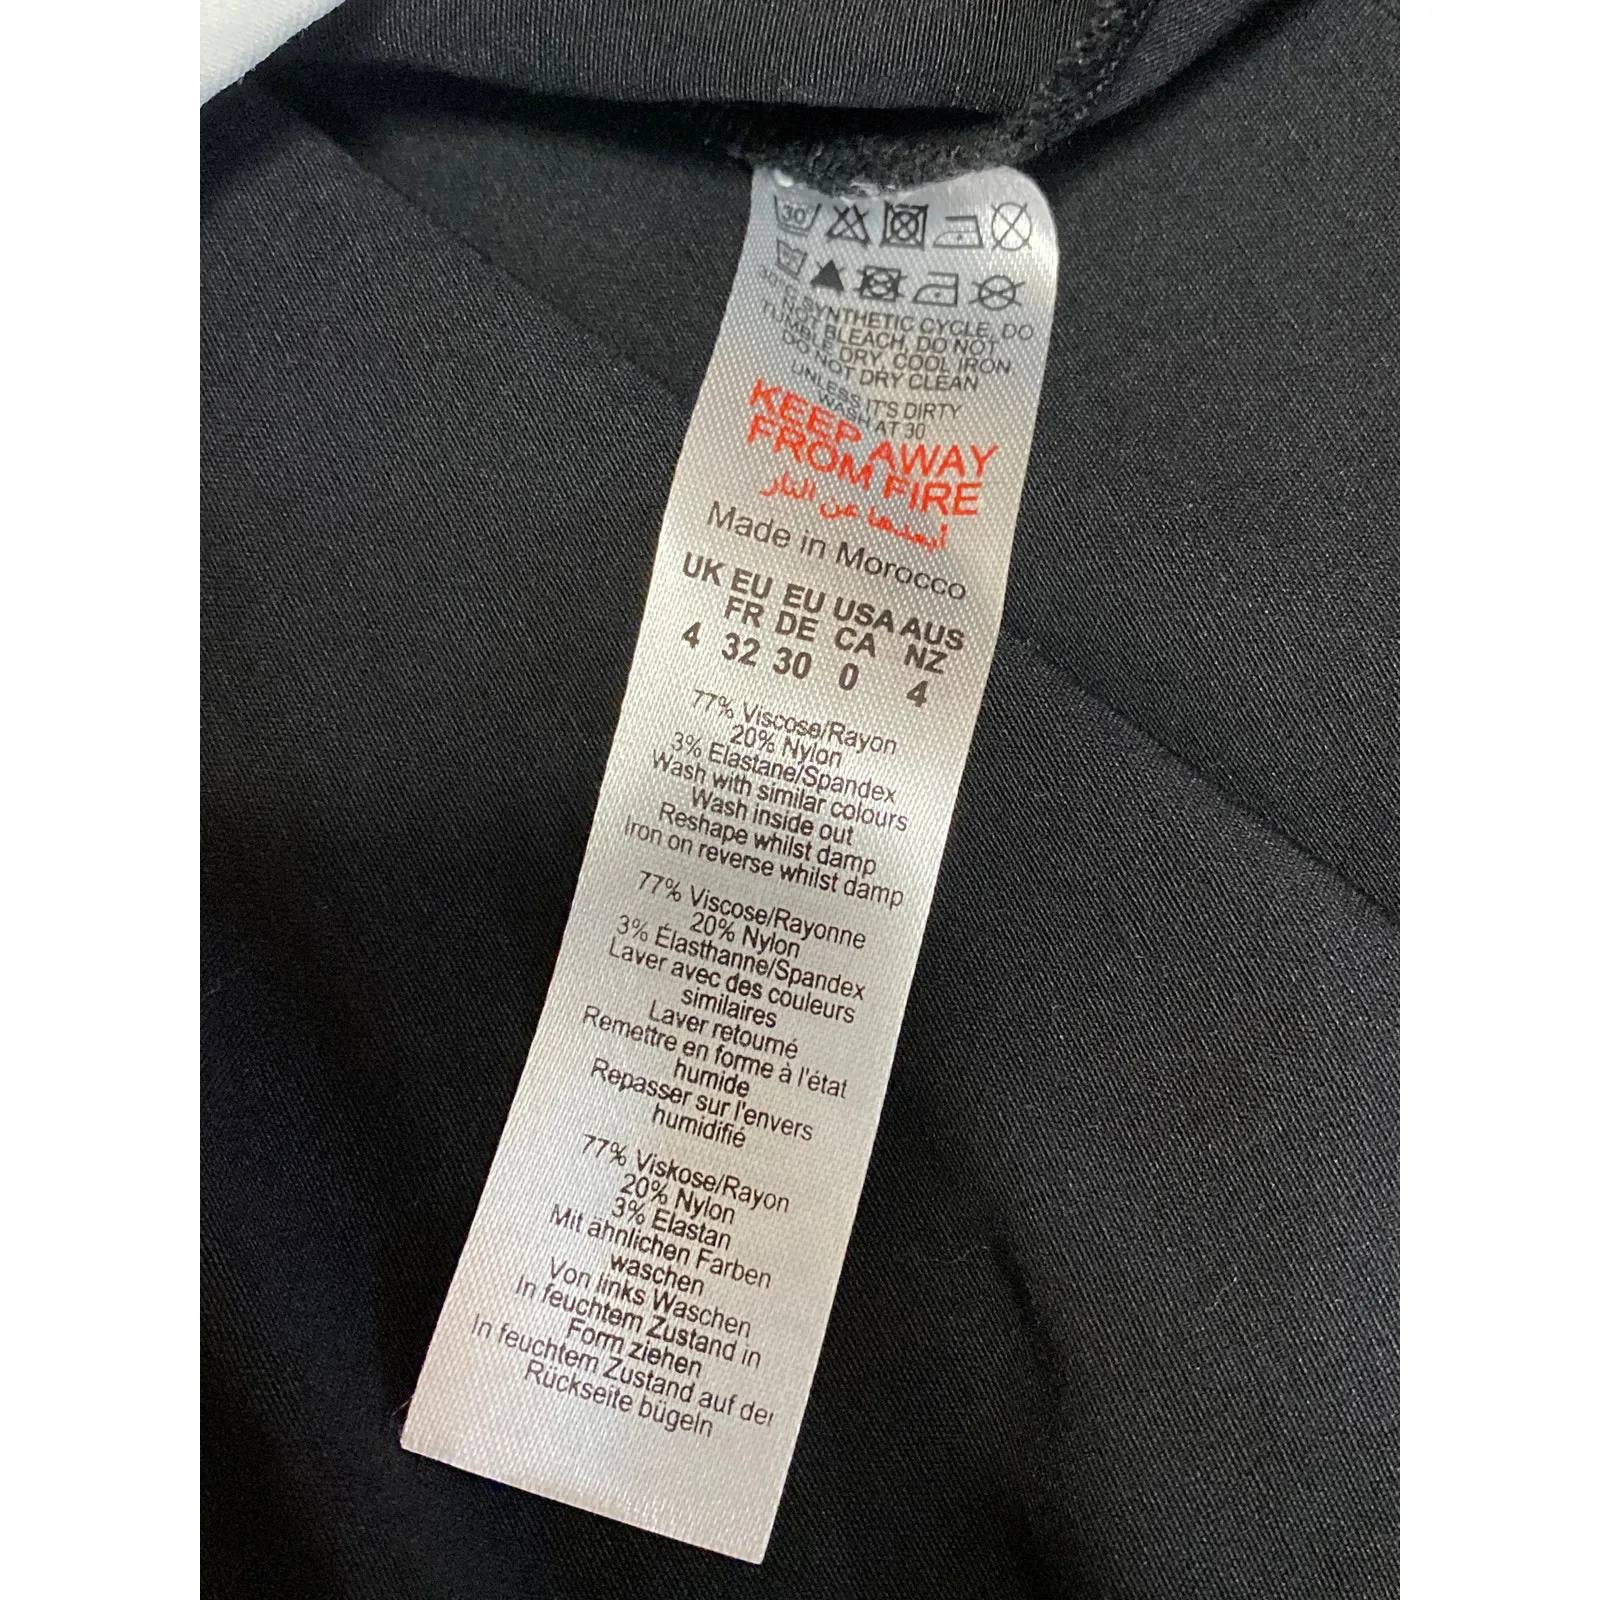 30°
30°C SYNTHETIC CYCLE, DO
NOT BLEACH, DO NOT
TUMBLE DRY, COOL IRON
DO NOT DRY CLEAN
UNLESS IT'S DIRTY
WASH AT 30
KEEP AWAY
FROM FIRE
أبعدها عن النار
Made in Morocco
UK EU EU USA AUS
FR DE CA NZ
4 32 30 0 4
77% Viscose/Rayon
20% Nylon
3% Elastane/Spandex
Wash with similar colours
Wash inside out
Reshape whilst damp
Iron on reverse whilst damp
77% Viscose/Rayonne
20% Nylon
3% Élasthanne/Spandex
Laver avec des couleurs
similaires
Laver retourné
Remettre en forme à l'état
humide
Repasser sur l'envers
humidifié
77% Viskose/Rayon
20% Nylon
3% Elastan
Mit ähnlichen Farben
waschen
Von links Waschen
In feuchtem Zustand in
Form ziehen
In feuchtem Zustand auf der
Rückseite bügeln